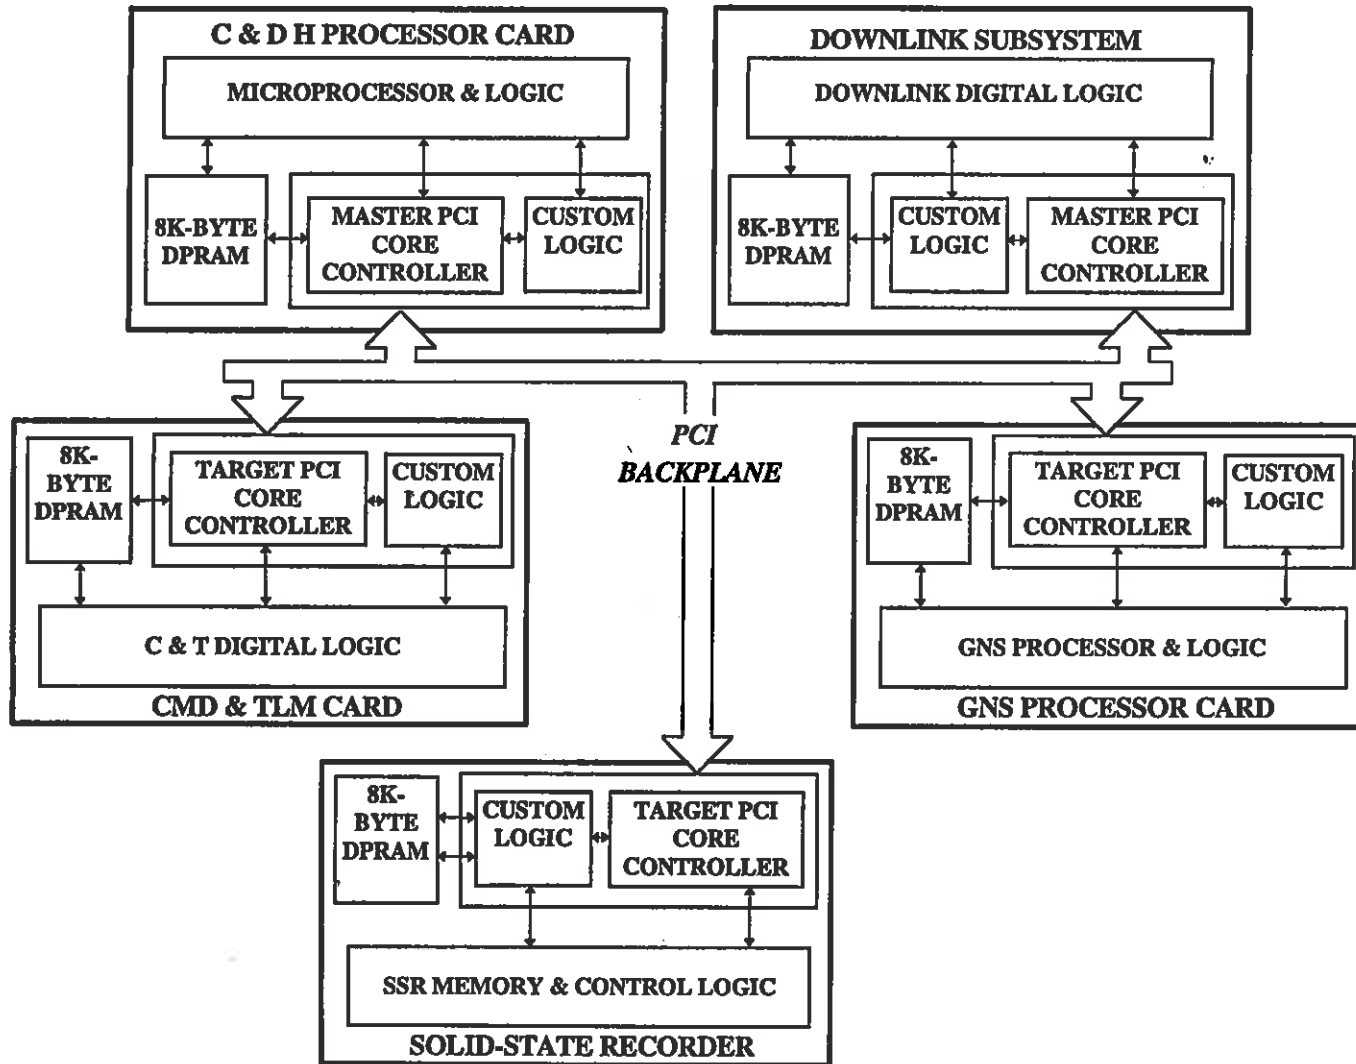 C & D H PROCESSOR CARD
MICROPROCESSOR & LOGIC
8K-BYTE
DPRAM
MASTER PCI
CORE
CONTROLLER
CUSTOM
LOGIC
DOWNLINK SUBSYSTEM
DOWNLINK DIGITAL LOGIC
8K-BYTE
DPRAM
CUSTOM
LOGIC
MASTER PCI
CORE
CONTROLLER
PCI
BACKPLANE
8K-
BYTE
DPRAM
TARGET PCI
CORE
CONTROLLER
CUSTOM
LOGIC
C & T DIGITAL LOGIC
CMD & TLM CARD
8K-
BYTE
DPRAM
TARGET PCI
CORE
CONTROLLER
CUSTOM
LOGIC
GNS PROCESSOR & LOGIC
GNS PROCESSOR CARD
8K-
BYTE
DPRAM
CUSTOM
LOGIC
TARGET PCI
CORE
CONTROLLER
SSR MEMORY & CONTROL LOGIC
SOLID-STATE RECORDER